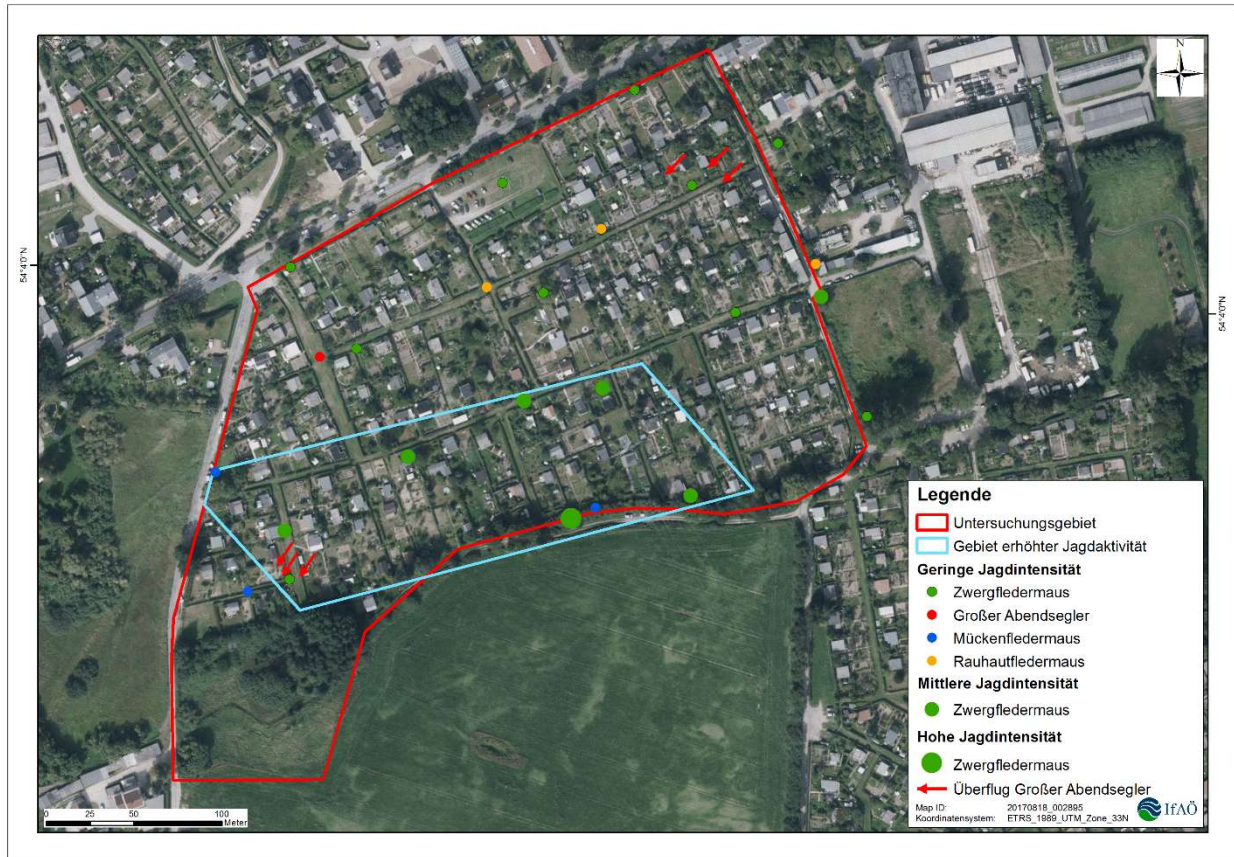 N
54°4'0"N
54°4'0"N
Legende
Untersuchungsgebiet
Gebiet erhöhter Jagdaktivität
Geringe Jagdintensität
Zwergfledermaus
Großer Abendsegler
Mückenfledermaus
Rauhautfledermaus
Mittlere Jagdintensität
Zwergfledermaus
Hohe Jagdintensität
Zwergfledermaus
Überflug Großer Abendsegler
Map ID: 20170818_002895
Koordinatensystem: ETRS_1989_UTM_Zone_33N
IfAÖ
0 25 50 100
Meter